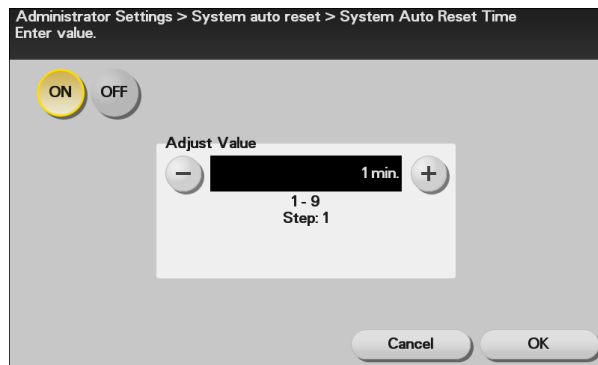 Administrator Settings > System auto reset > System Auto Reset Time
Enter value.
ON OFF
Adjust Value
− 1 min. +
1 - 9
Step: 1
Cancel OK